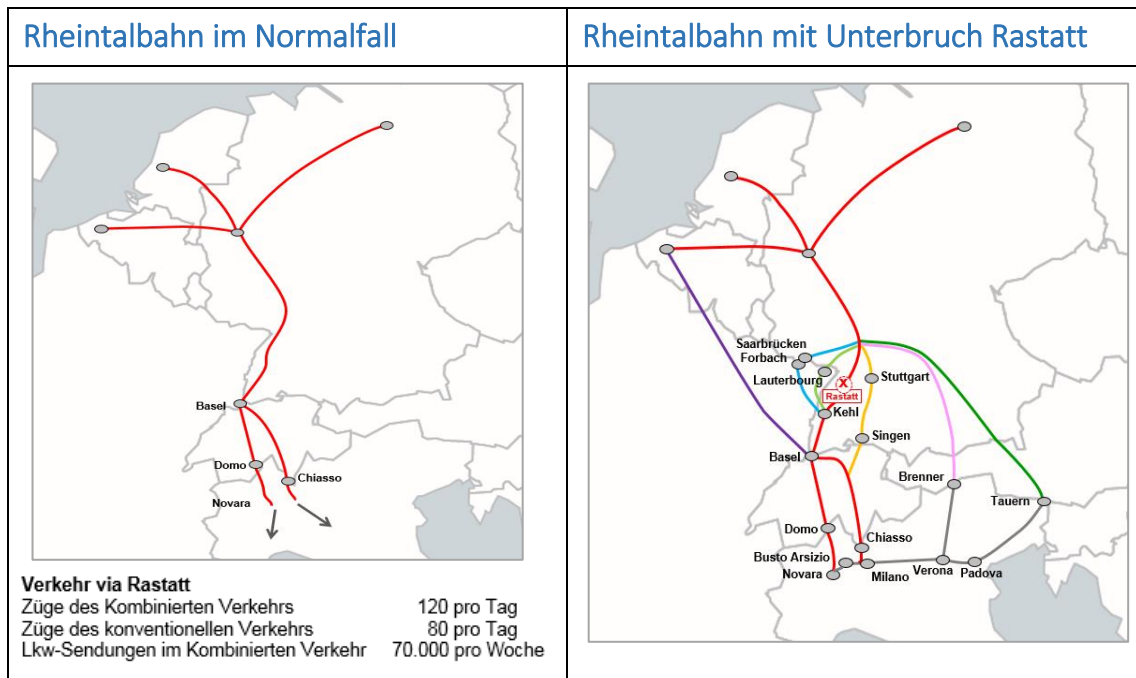 Rheintalbahn im Normalfall
Basel
Domo
Chiasso
Novara
Verkehr via Rastatt
Züge des Kombinierten Verkehrs 120 pro Tag
Züge des konventionellen Verkehrs 80 pro Tag
Lkw-Sendungen im Kombinierten Verkehr 70.000 pro Woche
Rheintalbahn mit Unterbruch Rastatt
Saarbrücken
Forbach
Lauterbourg
X
Rastatt
Stuttgart
Kehl
Singen
Basel
Brenner
Tauern
Domo
Chiasso
Busto Arsizio
Novara
Milano
Verona
Padova